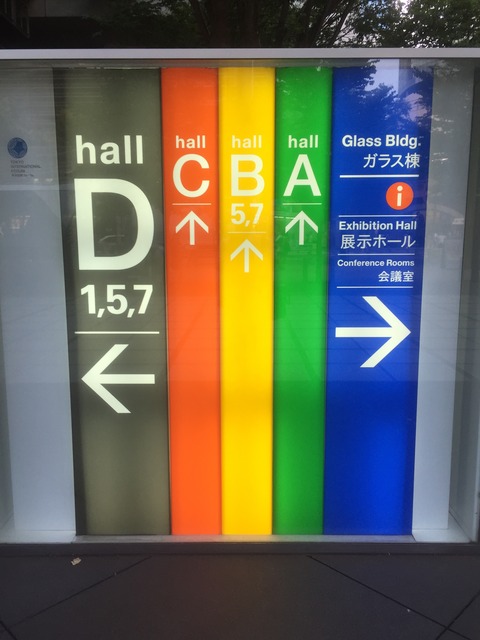 hall
D
1,5,7
←
hall
C
↑
hall
B
5,7
↑
hall
A
↑
Glass Bldg.
ガラス棟
i
Exhibition Hall
展示ホール
Conference Rooms
会議室
→